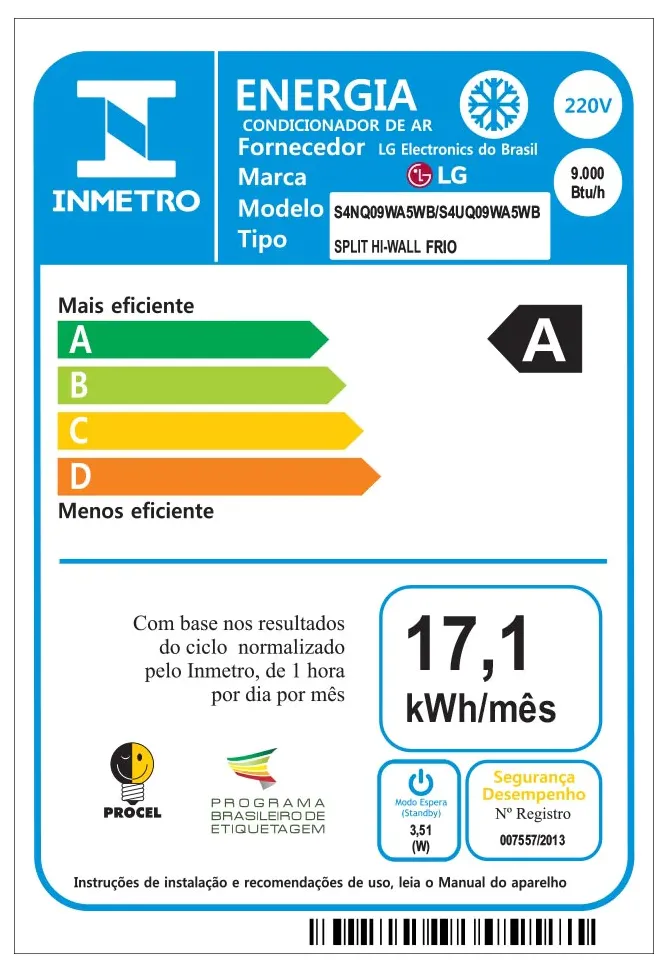 INMETRO
ENERGIA
CONDICIONADOR DE AR
220V
Fornecedor LG Electronics do Brasil
Marca LG
9.000
Btu/h
Modelo S4NQ09WA5WB/S4UQ09WA5WB
Tipo SPLIT HI-WALL FRIO
Mais eficiente
A
A
B
C
D
Menos eficiente
Com base nos resultados
do ciclo normalizado
pelo Inmetro, de 1 hora
por dia por mês
17,1
kWh/mês
PROCEL
PROGRAMA
BRASILEIRO DE
ETIQUETAGEM
Modo Espera
(Standby)
3,51
(W)
Segurança
Desempenho
Nº Registro
007557/2013
Instruções de instalação e recomendações de uso, leia o Manual do aparelho